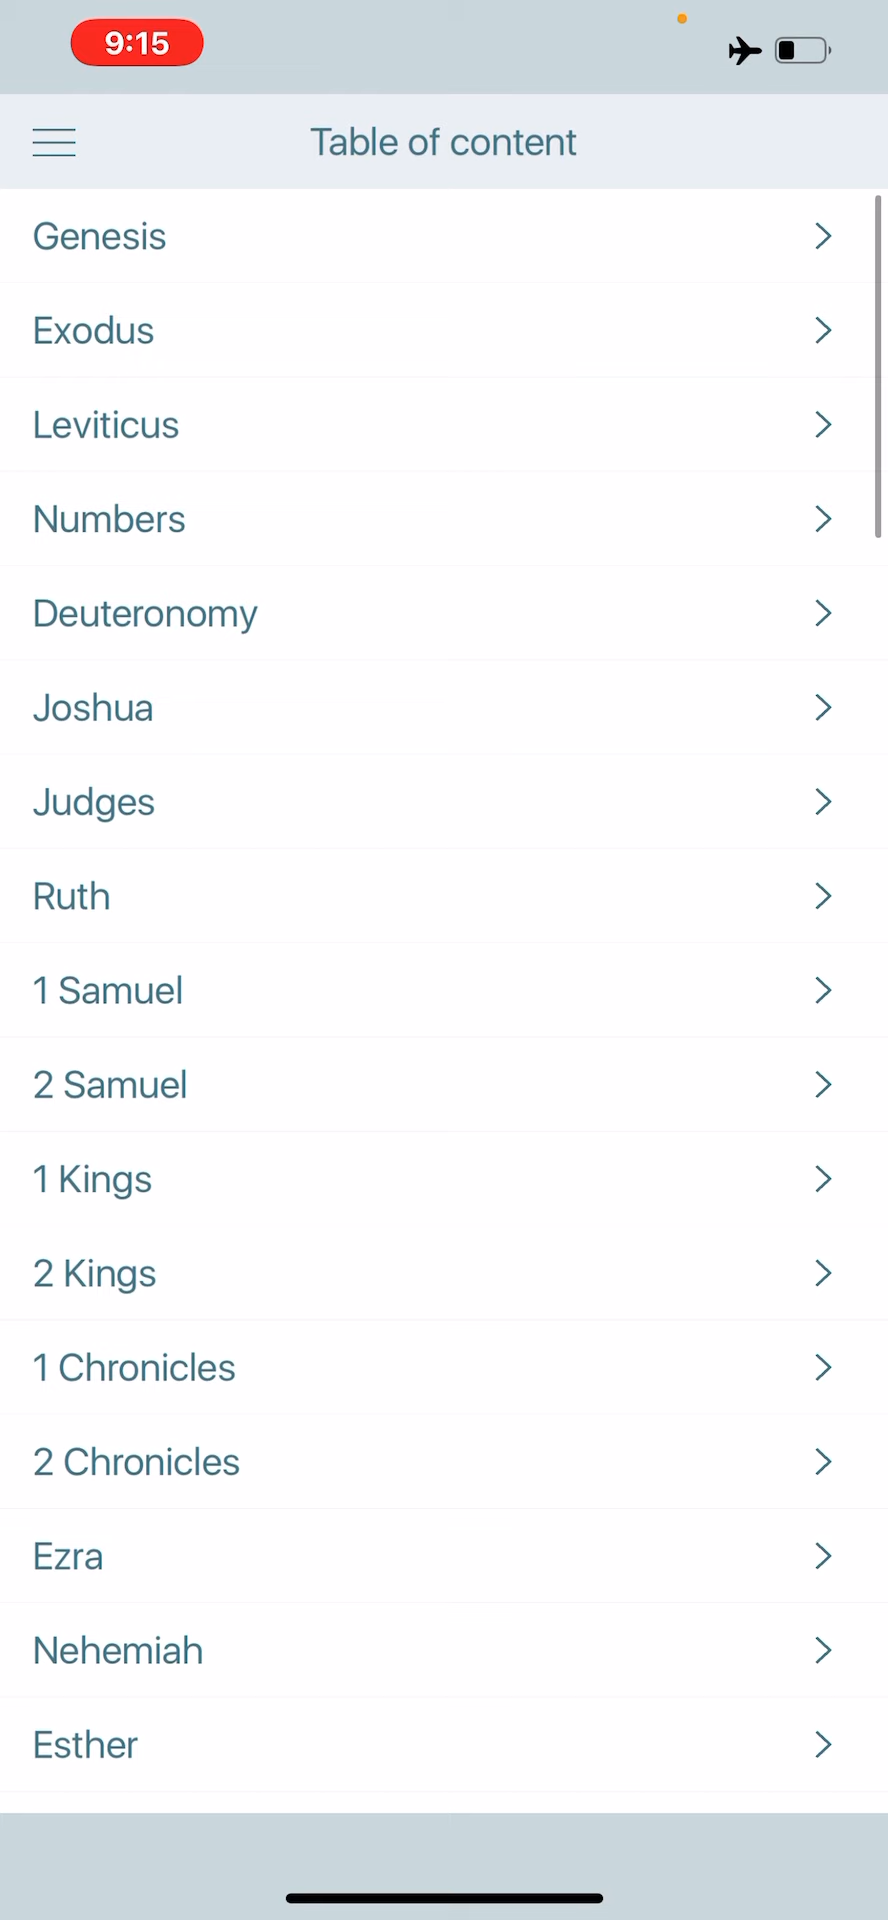 9:15
Table of content
Genesis
Exodus
Leviticus
Numbers
Deuteronomy
Joshua
Judges
Ruth
1 Samuel
2 Samuel
1 Kings
2 Kings
1 Chronicles
2 Chronicles
Ezra
Nehemiah
Esther